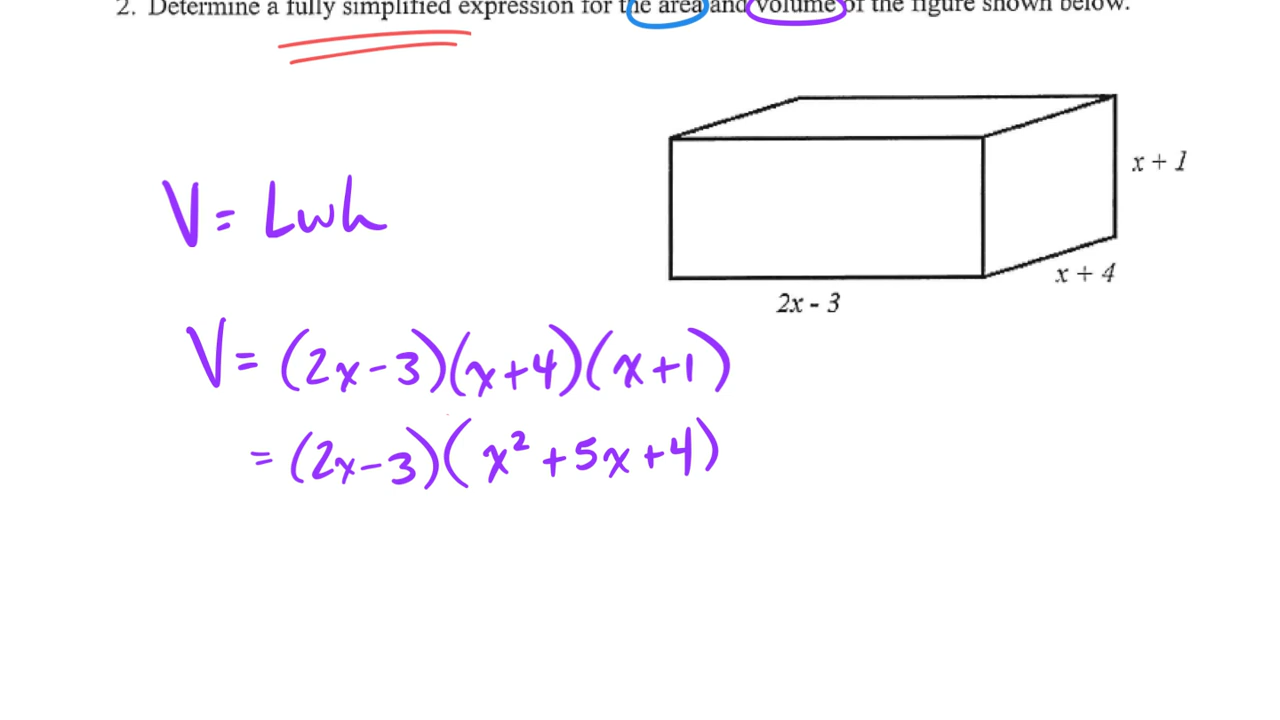 2. Determine a fully simplified expression for the area and volume of the figure shown below.
x + 1
x + 4
2x - 3
V = Lwh
V = (2x-3)(x+4)(x+1)
= (2x-3)(x² + 5x + 4)